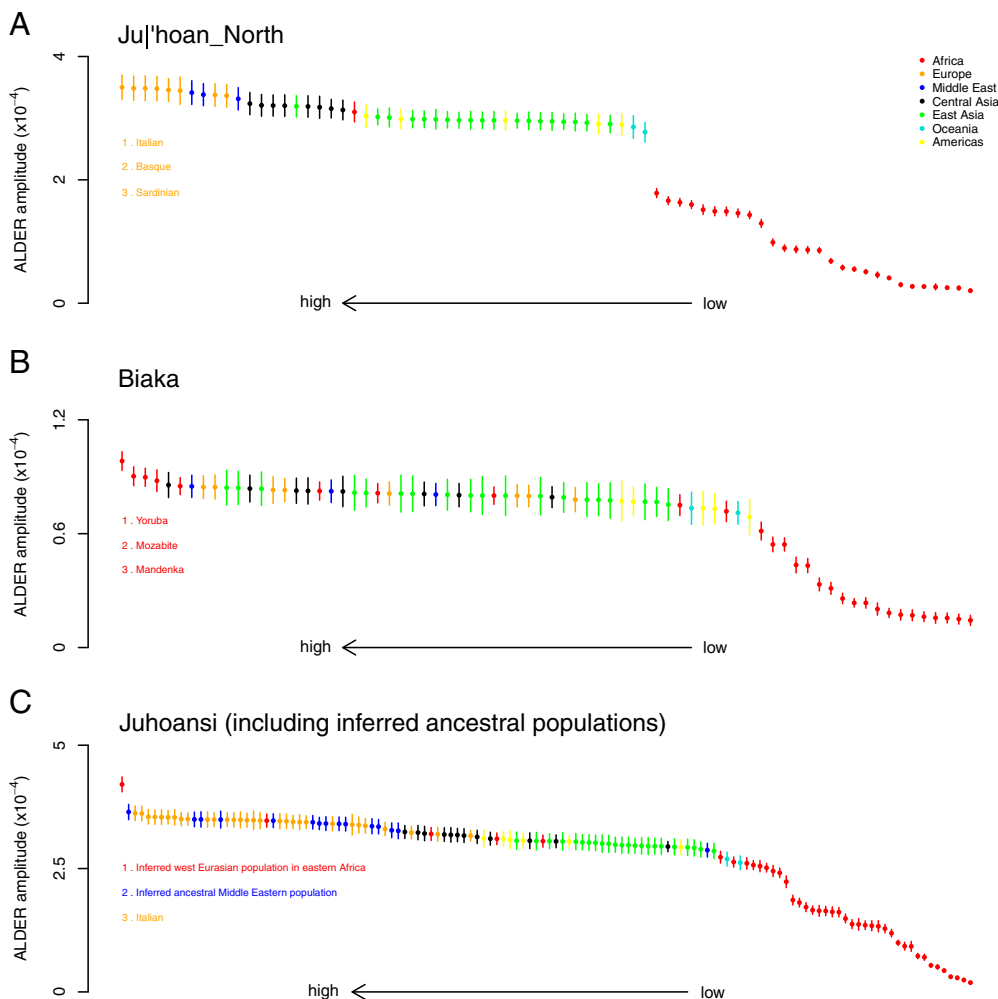 A
Ju|'hoan_North
4
2
0
ALDER amplitude (x10⁻⁴)
Africa
Europe
Middle East
Central Asia
East Asia
Oceania
Americas
1 . Italian
2 . Basque
3 . Sardinian
high
low
B
Biaka
1.2
0.6
0
ALDER amplitude (x10⁻⁴)
1 . Yoruba
2 . Mozabite
3 . Mandenka
high
low
C
Juhoansi (including inferred ancestral populations)
5
2.5
0
ALDER amplitude (x10⁻⁴)
1 . Inferred west Eurasian population in eastern Africa
2 . Inferred ancestral Middle Eastern population
3 . Italian
high
low